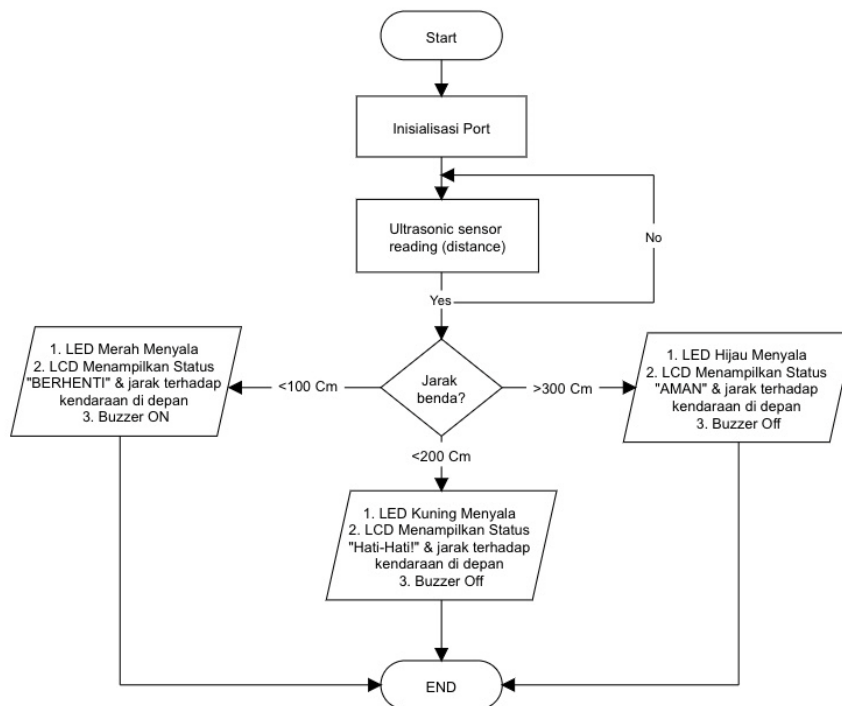 Start
Inisialisasi Port
Ultrasonic sensor
reading (distance)
No
Yes
1. LED Merah Menyala
2. LCD Menampilkan Status
"BERHENTI" & jarak terhadap
kendaraan di depan
3. Buzzer ON
<100 Cm
Jarak
benda?
>300 Cm
1. LED Hijau Menyala
2. LCD Menampilkan Status
"AMAN" & jarak terhadap
kendaraan di depan
3. Buzzer Off
<200 Cm
1. LED Kuning Menyala
2. LCD Menampilkan Status
"Hati-Hati!" & jarak terhadap
kendaraan di depan
3. Buzzer Off
END